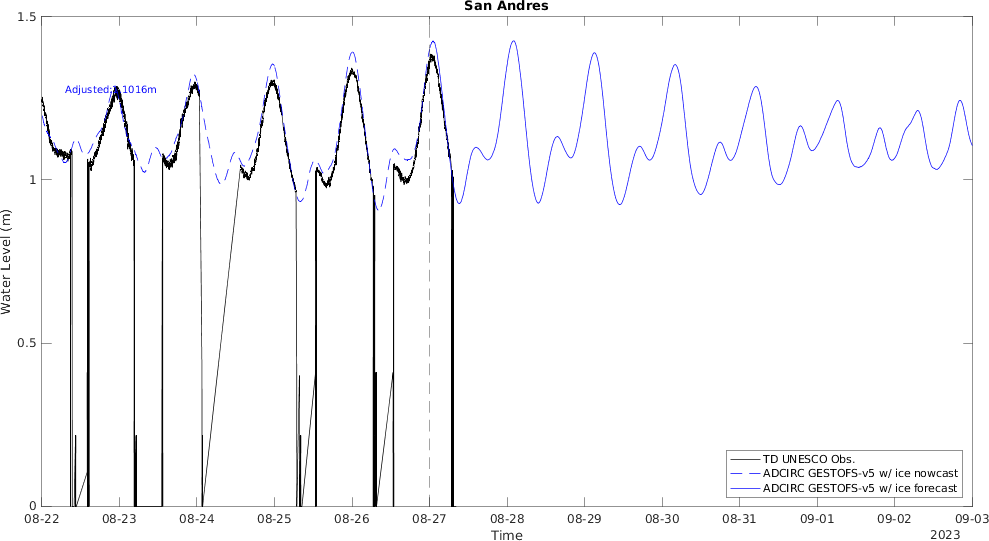 San Andres
1.5
1
0.5
0
Water Level (m)
Adjusted: 1.1016m
TD UNESCO Obs.
ADCIRC GESTOFS-v5 w/ ice nowcast
ADCIRC GESTOFS-v5 w/ ice forecast
08-22 08-23 08-24 08-25 08-26 08-27 08-28 08-29 08-30 08-31 09-01 09-02 09-03
Time
2023